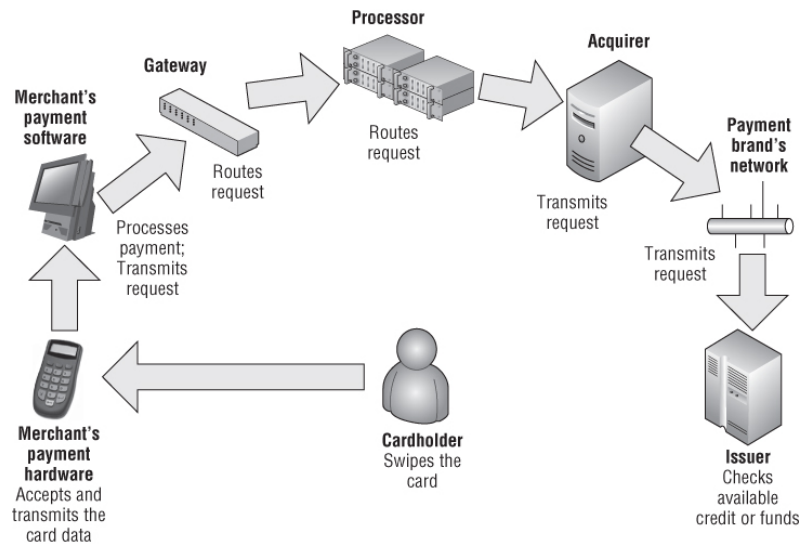 Processor
Routes
request
Gateway
Routes
request
Acquirer
Transmits
request
Merchant's
payment
software
Processes
payment;
Transmits
request
Payment
brand's
network
Transmits
request
Merchant's
payment
hardware
Accepts and
transmits the
card data
Cardholder
Swipes the
card
Issuer
Checks
available
credit or funds